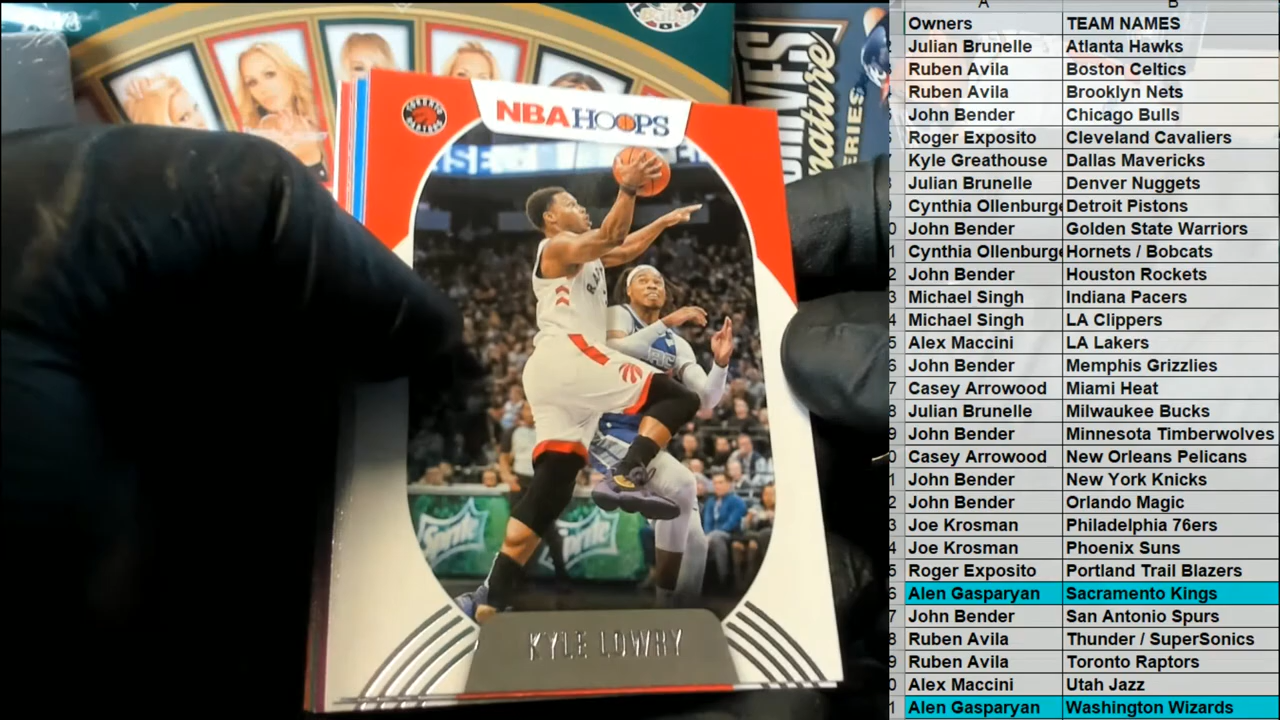 NBA HOOPS
TORONTO
RAPTORS
Sprite
Sprite
KYLE LOWRY
SERIES
A B
Owners TEAM NAMES
Julian Brunelle Atlanta Hawks
Ruben Avila Boston Celtics
Ruben Avila Brooklyn Nets
John Bender Chicago Bulls
Roger Exposito Cleveland Cavaliers
Kyle Greathouse Dallas Mavericks
Julian Brunelle Denver Nuggets
Cynthia Ollenburge Detroit Pistons
John Bender Golden State Warriors
Cynthia Ollenburge Hornets / Bobcats
John Bender Houston Rockets
Michael Singh Indiana Pacers
Michael Singh LA Clippers
Alex Maccini LA Lakers
John Bender Memphis Grizzlies
Casey Arrowood Miami Heat
Julian Brunelle Milwaukee Bucks
John Bender Minnesota Timberwolves
Casey Arrowood New Orleans Pelicans
John Bender New York Knicks
John Bender Orlando Magic
Joe Krosman Philadelphia 76ers
Joe Krosman Phoenix Suns
Roger Exposito Portland Trail Blazers
Alen Gasparyan Sacramento Kings
John Bender San Antonio Spurs
Ruben Avila Thunder / SuperSonics
Ruben Avila Toronto Raptors
Alex Maccini Utah Jazz
Alen Gasparyan Washington Wizards